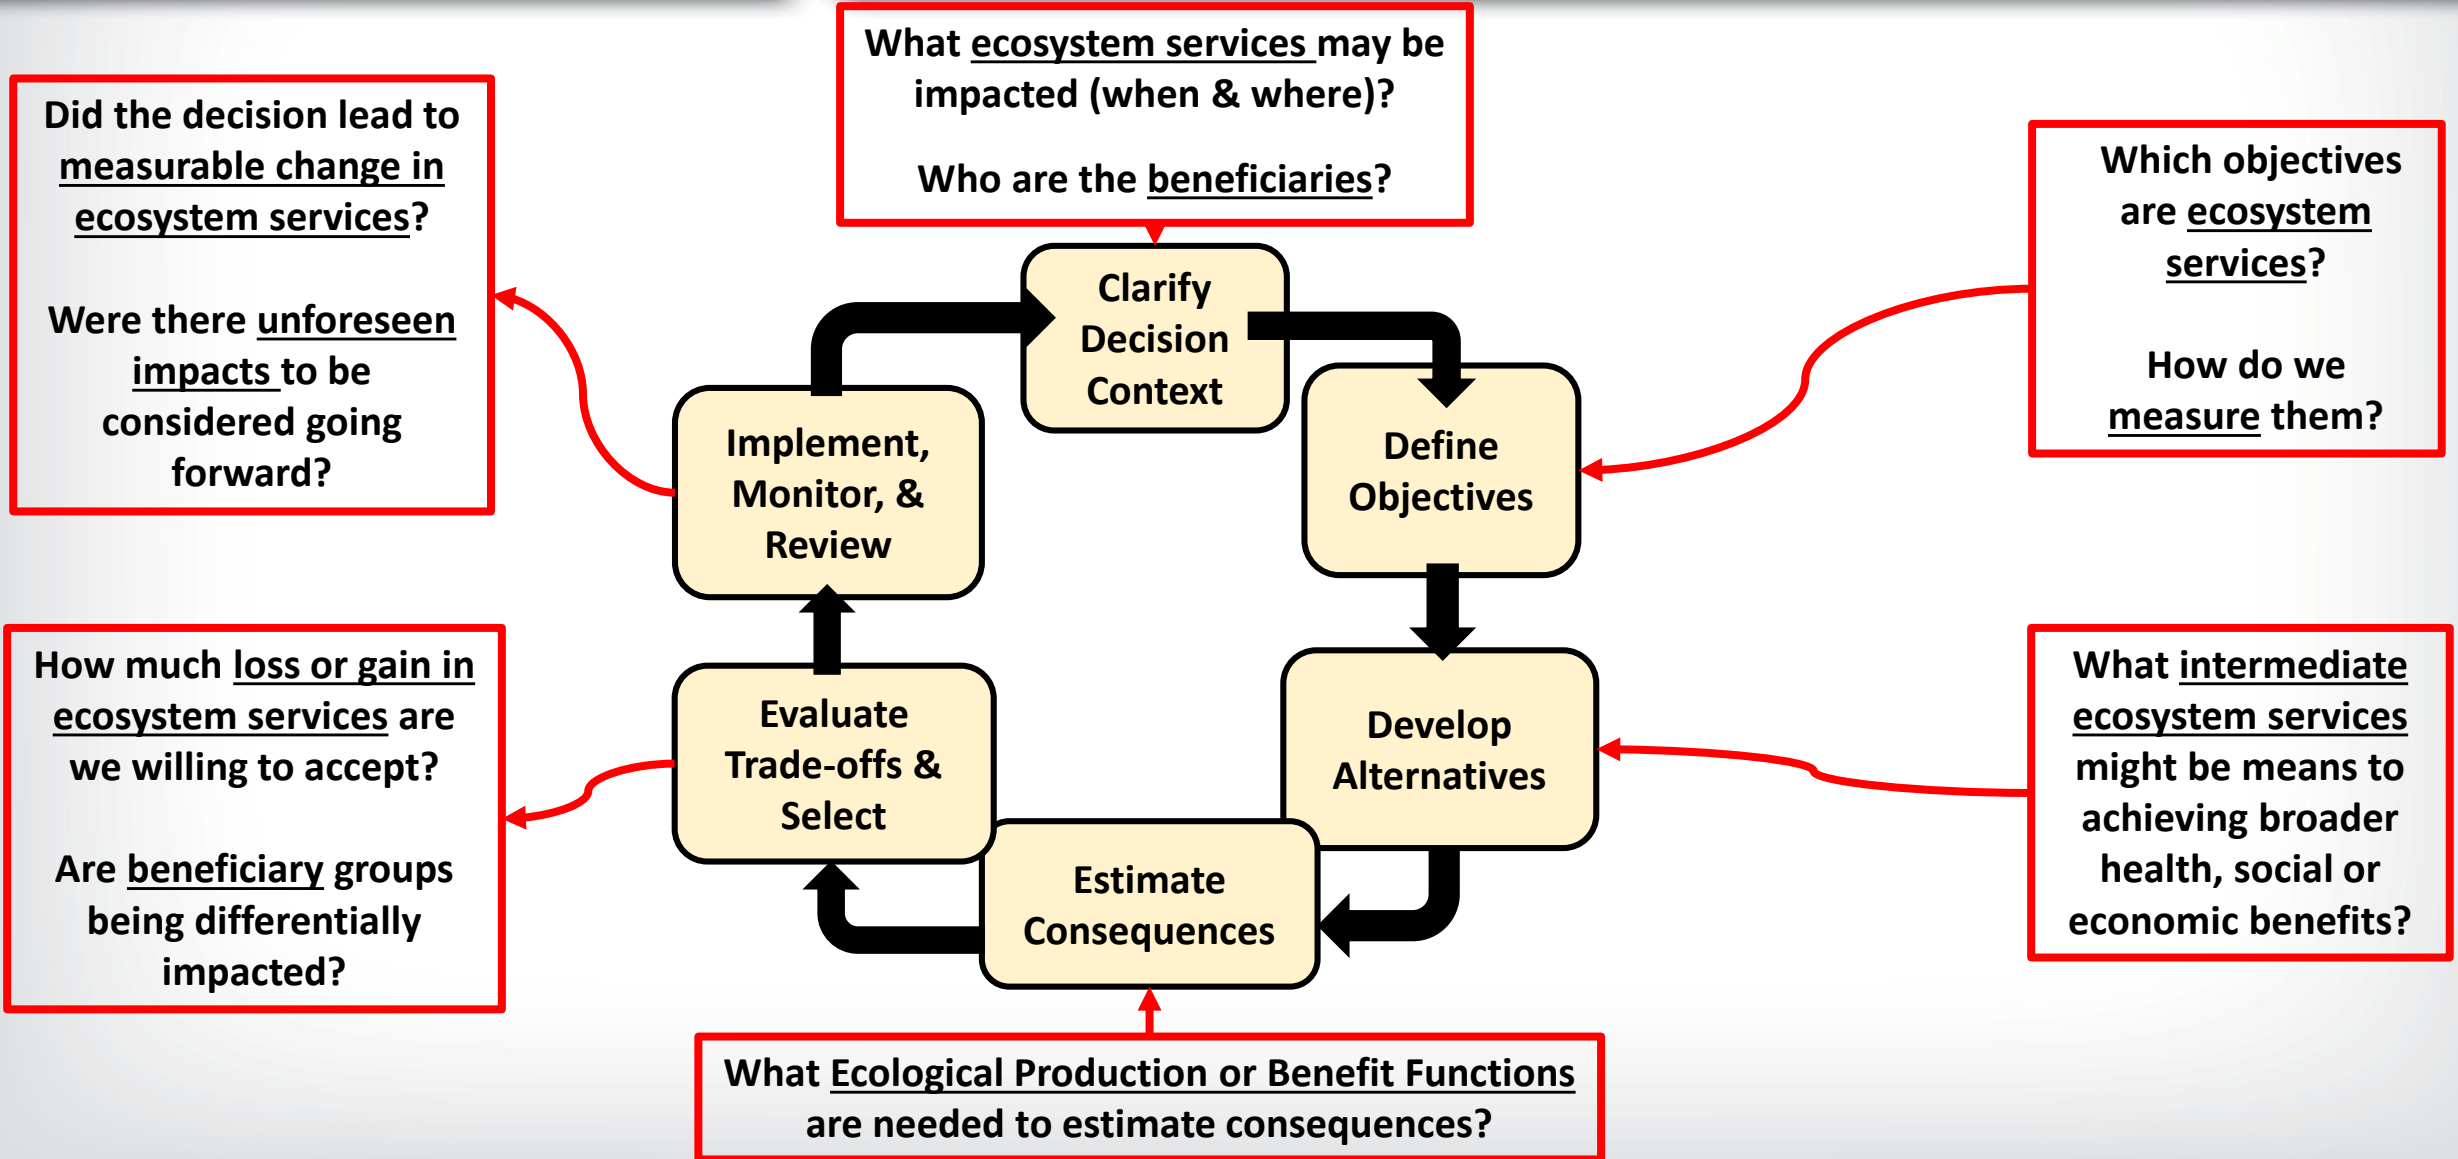 What ecosystem services may be
impacted (when & where)?
Who are the beneficiaries?
Did the decision lead to
measurable change in
ecosystem services?
Were there unforeseen
impacts to be
considered going
forward?
Which objectives
are ecosystem
services?
How do we
measure them?
Clarify
Decision
Context
Define
Objectives
Implement,
Monitor, &
Review
How much loss or gain in
ecosystem services are
we willing to accept?
Are beneficiary groups
being differentially
impacted?
Evaluate
Trade-offs &
Select
Develop
Alternatives
What intermediate
ecosystem services
might be means to
achieving broader
health, social or
economic benefits?
Estimate
Consequences
What Ecological Production or Benefit Functions
are needed to estimate consequences?